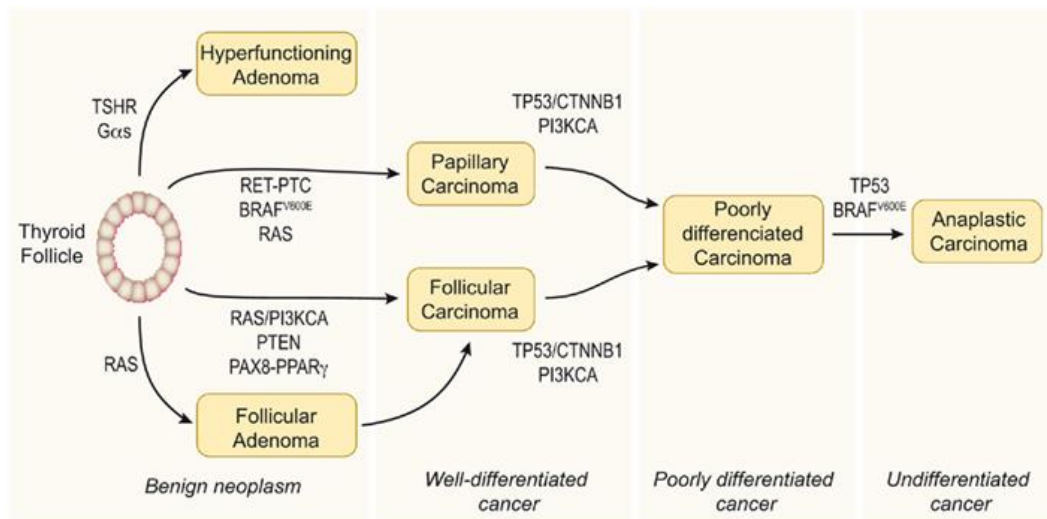 Hyperfunctioning
Adenoma
TSHR
Gαs
TP53/CTNNB1
PI3KCA
Papillary
Carcinoma
RET-PTC
BRAFV600E
RAS
Thyroid
Follicle
Poorly
differenciated
Carcinoma
TP53
BRAFV600E
Anaplastic
Carcinoma
Follicular
Carcinoma
RAS/PI3KCA
PTEN
PAX8-PPARγ
TP53/CTNNB1
PI3KCA
RAS
Follicular
Adenoma
Benign neoplasm
Well-differentiated
cancer
Poorly differentiated
cancer
Undifferentiated
cancer